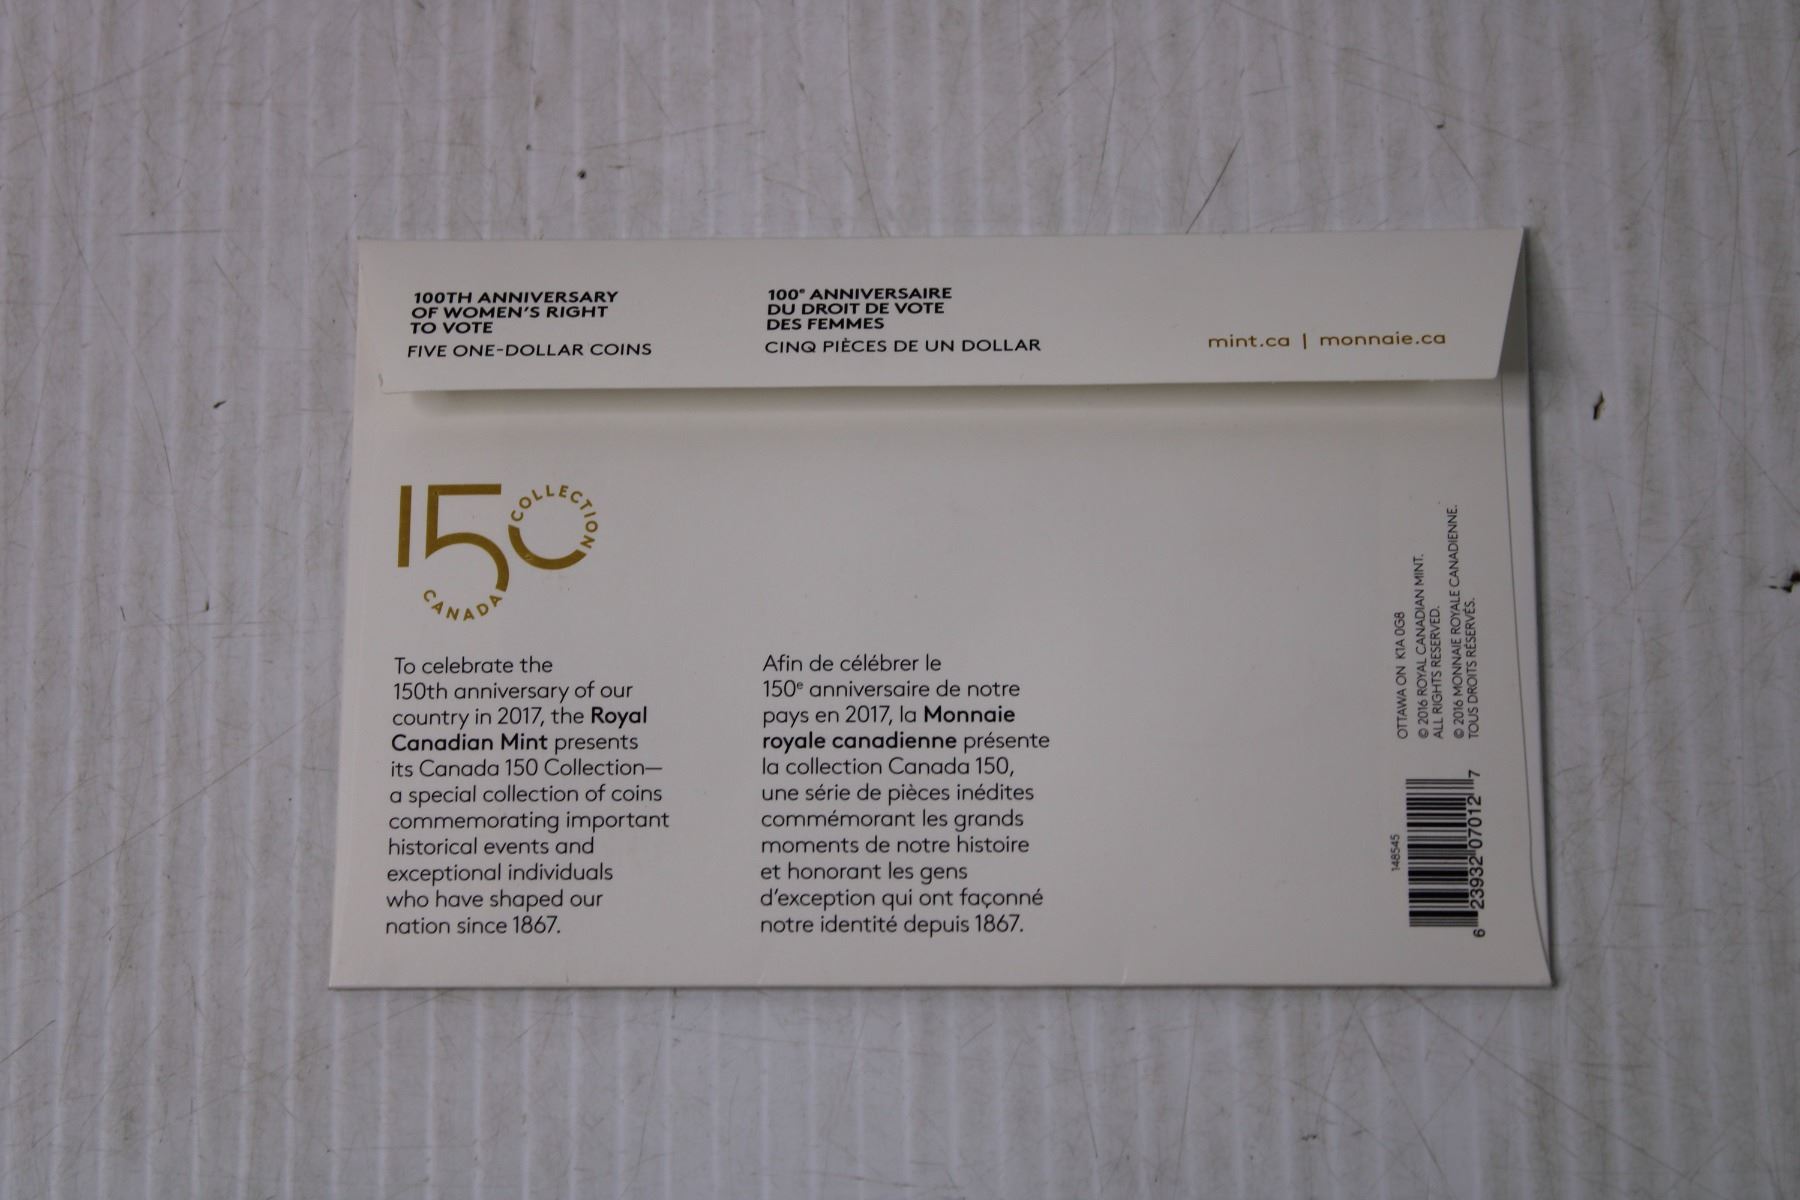 100TH ANNIVERSARY
OF WOMEN'S RIGHT
TO VOTE
FIVE ONE-DOLLAR COINS
100e ANNIVERSAIRE
DU DROIT DE VOTE
DES FEMMES
CINQ PIÈCES DE UN DOLLAR
mint.ca | monnaie.ca
150
COLLECTION
CANADA
To celebrate the
150th anniversary of our
country in 2017, the Royal
Canadian Mint presents
its Canada 150 Collection—
a special collection of coins
commemorating important
historical events and
exceptional individuals
who have shaped our
nation since 1867.
Afin de célébrer le
150e anniversaire de notre
pays en 2017, la Monnaie
royale canadienne présente
la collection Canada 150,
une série de pièces inédites
commémorant les grands
moments de notre histoire
et honorant les gens
d'exception qui ont façonné
notre identité depuis 1867.
OTTAWA ON K1A 0G8
© 2016 ROYAL CANADIAN MINT.
ALL RIGHTS RESERVED.
© 2016 MONNAIE ROYALE CANADIENNE.
TOUS DROITS RÉSERVÉS.
148545
6 23932 07012 7